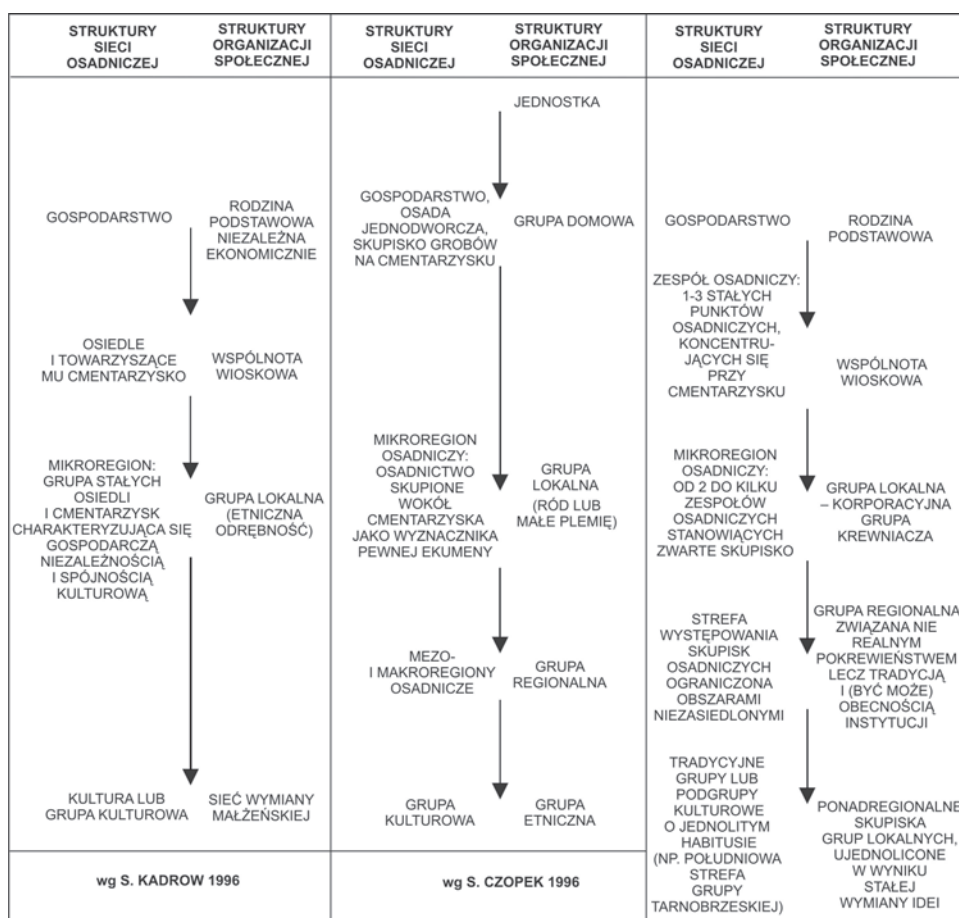 STRUKTURY
SIECI
OSADNICZEJ
STRUKTURY
ORGANIZACJI
SPOŁECZNEJ
GOSPODARSTWO
RODZINA
PODSTAWOWA
NIEZALEŻNA
EKONOMICZNIE
OSIEDLE
I TOWARZYSZĄCE
MU CMENTARZYSKO
WSPÓLNOTA
WIOSKOWA
MIKROREGION:
GRUPA STAŁYCH
OSIEDLI
I CMENTARZYSK
CHARAKTERYZUJĄCA SIĘ
GOSPODARCZĄ
NIEZALEŻNOŚCIĄ
I SPÓJNOŚCIĄ
KULTUROWĄ
GRUPA LOKALNA
(ETNICZNA
ODRĘBNOŚĆ)
KULTURA LUB
GRUPA KULTUROWA
SIEĆ WYMIANY
MAŁŻEŃSKIEJ
wg S. KADROW 1996
STRUKTURY
SIECI
OSADNICZEJ
STRUKTURY
ORGANIZACJI
SPOŁECZNEJ
JEDNOSTKA
GOSPODARSTWO,
OSADA
JEDNODWORCZA,
SKUPISKO GROBÓW
NA CMENTARZYSKU
GRUPA DOMOWA
MIKROREGION
OSADNICZY:
OSADNICTWO
SKUPIONE
WOKÓŁ
CMENTARZYSKA
JAKO WYZNACZNIKA
PEWNEJ EKUMENY
GRUPA
LOKALNA
(RÓD LUB
MAŁE PLEMIĘ)
MEZO-
I MAKROREGIONY
OSADNICZE
GRUPA
REGIONALNA
GRUPA
KULTUROWA
GRUPA
ETNICZNA
wg S. CZOPEK 1996
STRUKTURY
SIECI
OSADNICZEJ
STRUKTURY
ORGANIZACJI
SPOŁECZNEJ
GOSPODARSTWO
RODZINA
PODSTAWOWA
ZESPÓŁ OSADNICZY:
1-3 STAŁYCH
PUNKTÓW
OSADNICZYCH,
KONCENTRU-
JĄCYCH SIĘ
PRZY
CMENTARZYSKU
WSPÓLNOTA
WIOSKOWA
MIKROREGION
OSADNICZY:
OD 2 DO KILKU
ZESPOŁÓW
OSADNICZYCH
STANOWIĄCYCH
ZWARTE SKUPISKO
GRUPA LOKALNA
– KORPORACYJNA
GRUPA
KREWNIACZA
STREFA
WYSTĘPOWANIA
SKUPISK
OSADNICZYCH
OGRANICZONA
OBSZARAMI
NIEZASIEDLONYMI
GRUPA REGIONALNA
ZWIĄZANA NIE
REALNYM
POKREWIEŃSTWEM
LECZ TRADYCJĄ
I (BYĆ MOŻE)
OBECNOŚCIĄ
INSTYTUCJI
TRADYCYJNE
GRUPY LUB
PODGRUPY
KULTUROWE
O JEDNOLITYM
HABITUSIE
(NP. POŁUDNIOWA
STREFA
GRUPY
TARNOBRZESKIEJ)
PONADREGIONALNE
SKUPISKA
GRUP LOKALNYCH,
UJEDNOLICONE
W WYNIKU
STAŁEJ
WYMIANY IDEI